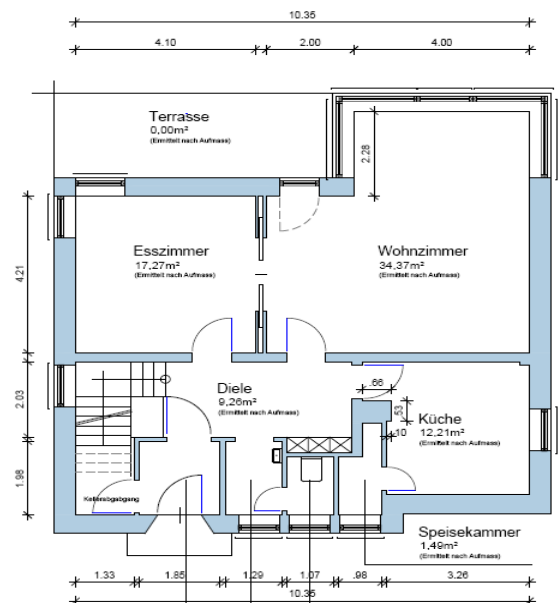 10.35
4.10 2.00 4.00
Terrasse
0,00m²
(Ermittelt nach Aufmass)
2.28
Esszimmer
17,27m²
(Ermittelt nach Aufmass)
Wohnzimmer
34,37m²
(Ermittelt nach Aufmass)
4.21
2.03
1.98
Diele
9,26m²
(Ermittelt nach Aufmass)
.66
.53
.10
Küche
12,21m²
(Ermittelt nach Aufmass)
Speisekammer
1,49m²
(Ermittelt nach Aufmass)
1.33 1.85 1.29 1.07 .98 3.26
10.35